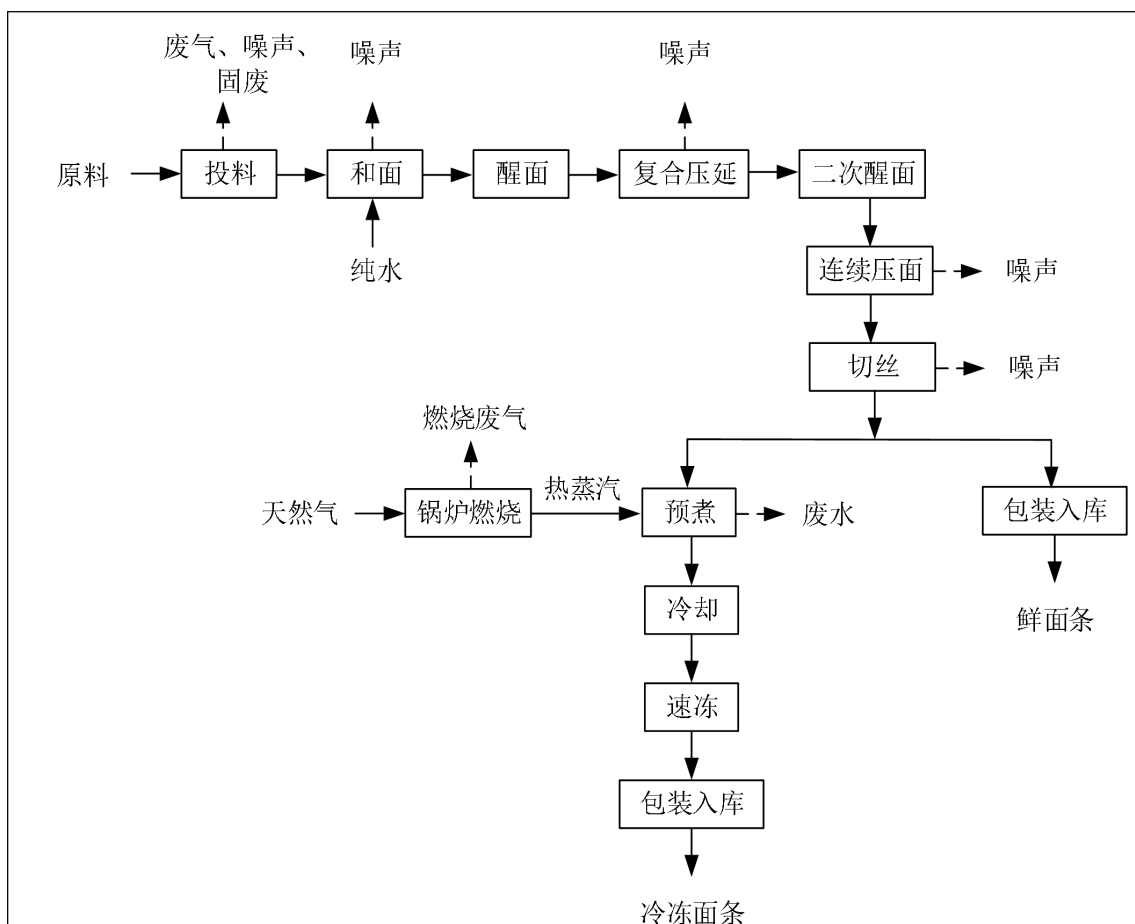 废气、噪声、
固废
噪声
噪声
原料
投料
和面
醒面
复合压延
二次醒面
纯水
连续压面
噪声
切丝
噪声
燃烧废气
天然气
锅炉燃烧
热蒸汽
预煮
废水
包装入库
冷却
鲜面条
速冻
包装入库
冷冻面条